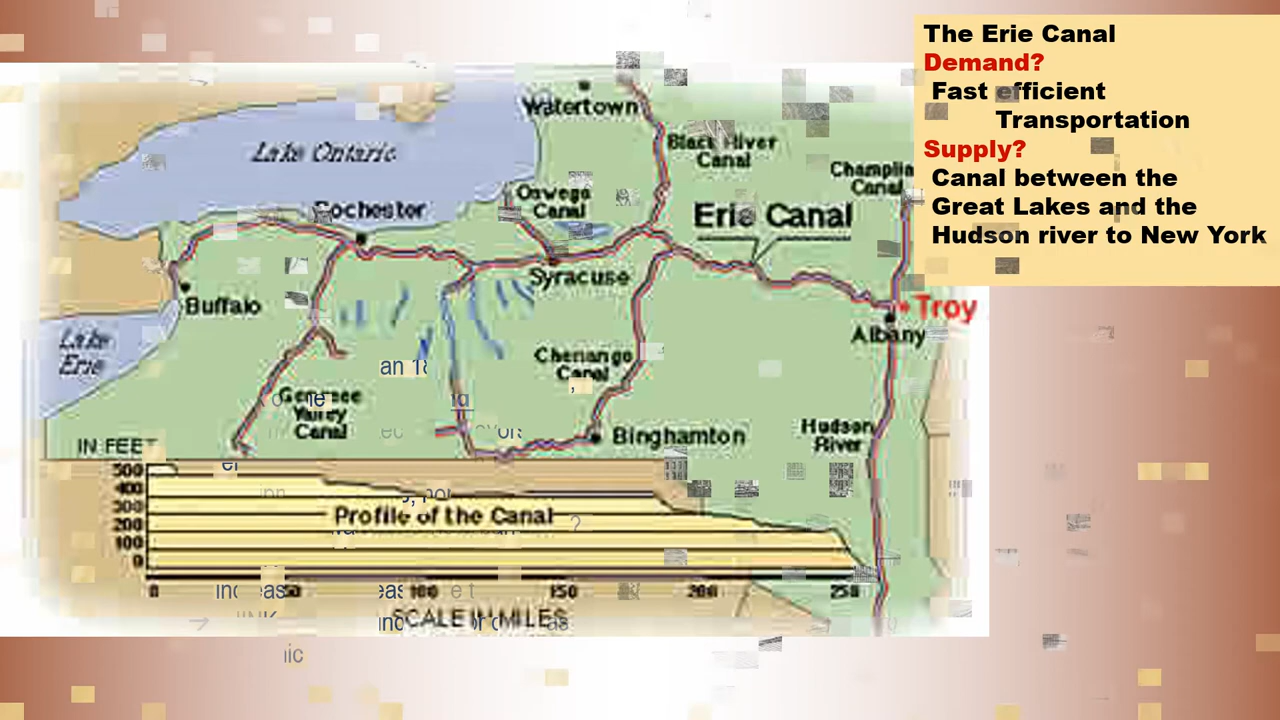 The Erie Canal
Demand?
Fast efficient
Transportation
Supply?
Canal between the
Great Lakes and the
Hudson river to New York
Watertown
Lake Ontario
Black River
Canal
Oswego
Canal
Rochester
Erie Canal
Syracuse
Buffalo
Troy
Albany
Lake
Erie
Chenango
Canal
Genesee
Valley
Canal
Binghamton
Hudson
River
IN FEET
500
400
300
200
100
0
Profile of the Canal
0
50
100
150
200
250
SCALE IN MILES